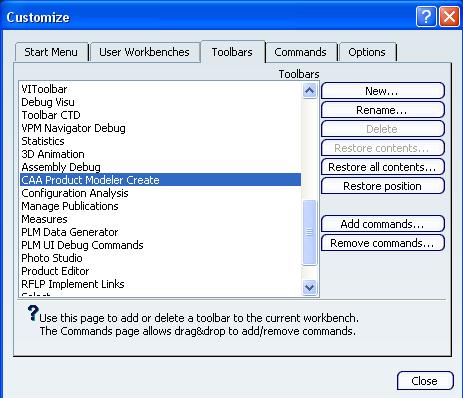 Customize
Start Menu User Workbenches Toolbars Commands Options
Toolbars
VIToolbar
Debug Visu
Toolbar CTD
VPM Navigator Debug
Statistics
3D Animation
Assembly Debug
CAA Product Modeler Create
Configuration Analysis
Manage Publications
Measures
PLM Data Generator
PLM UI Debug Commands
Photo Studio
Product Editor
RFLP Implement Links
New...
Rename...
Delete
Restore contents...
Restore all contents...
Restore position
Add commands...
Remove commands...
?Use this page to add or delete a toolbar to the current workbench.
The Commands page allows drag&drop to add/remove commands.
Close